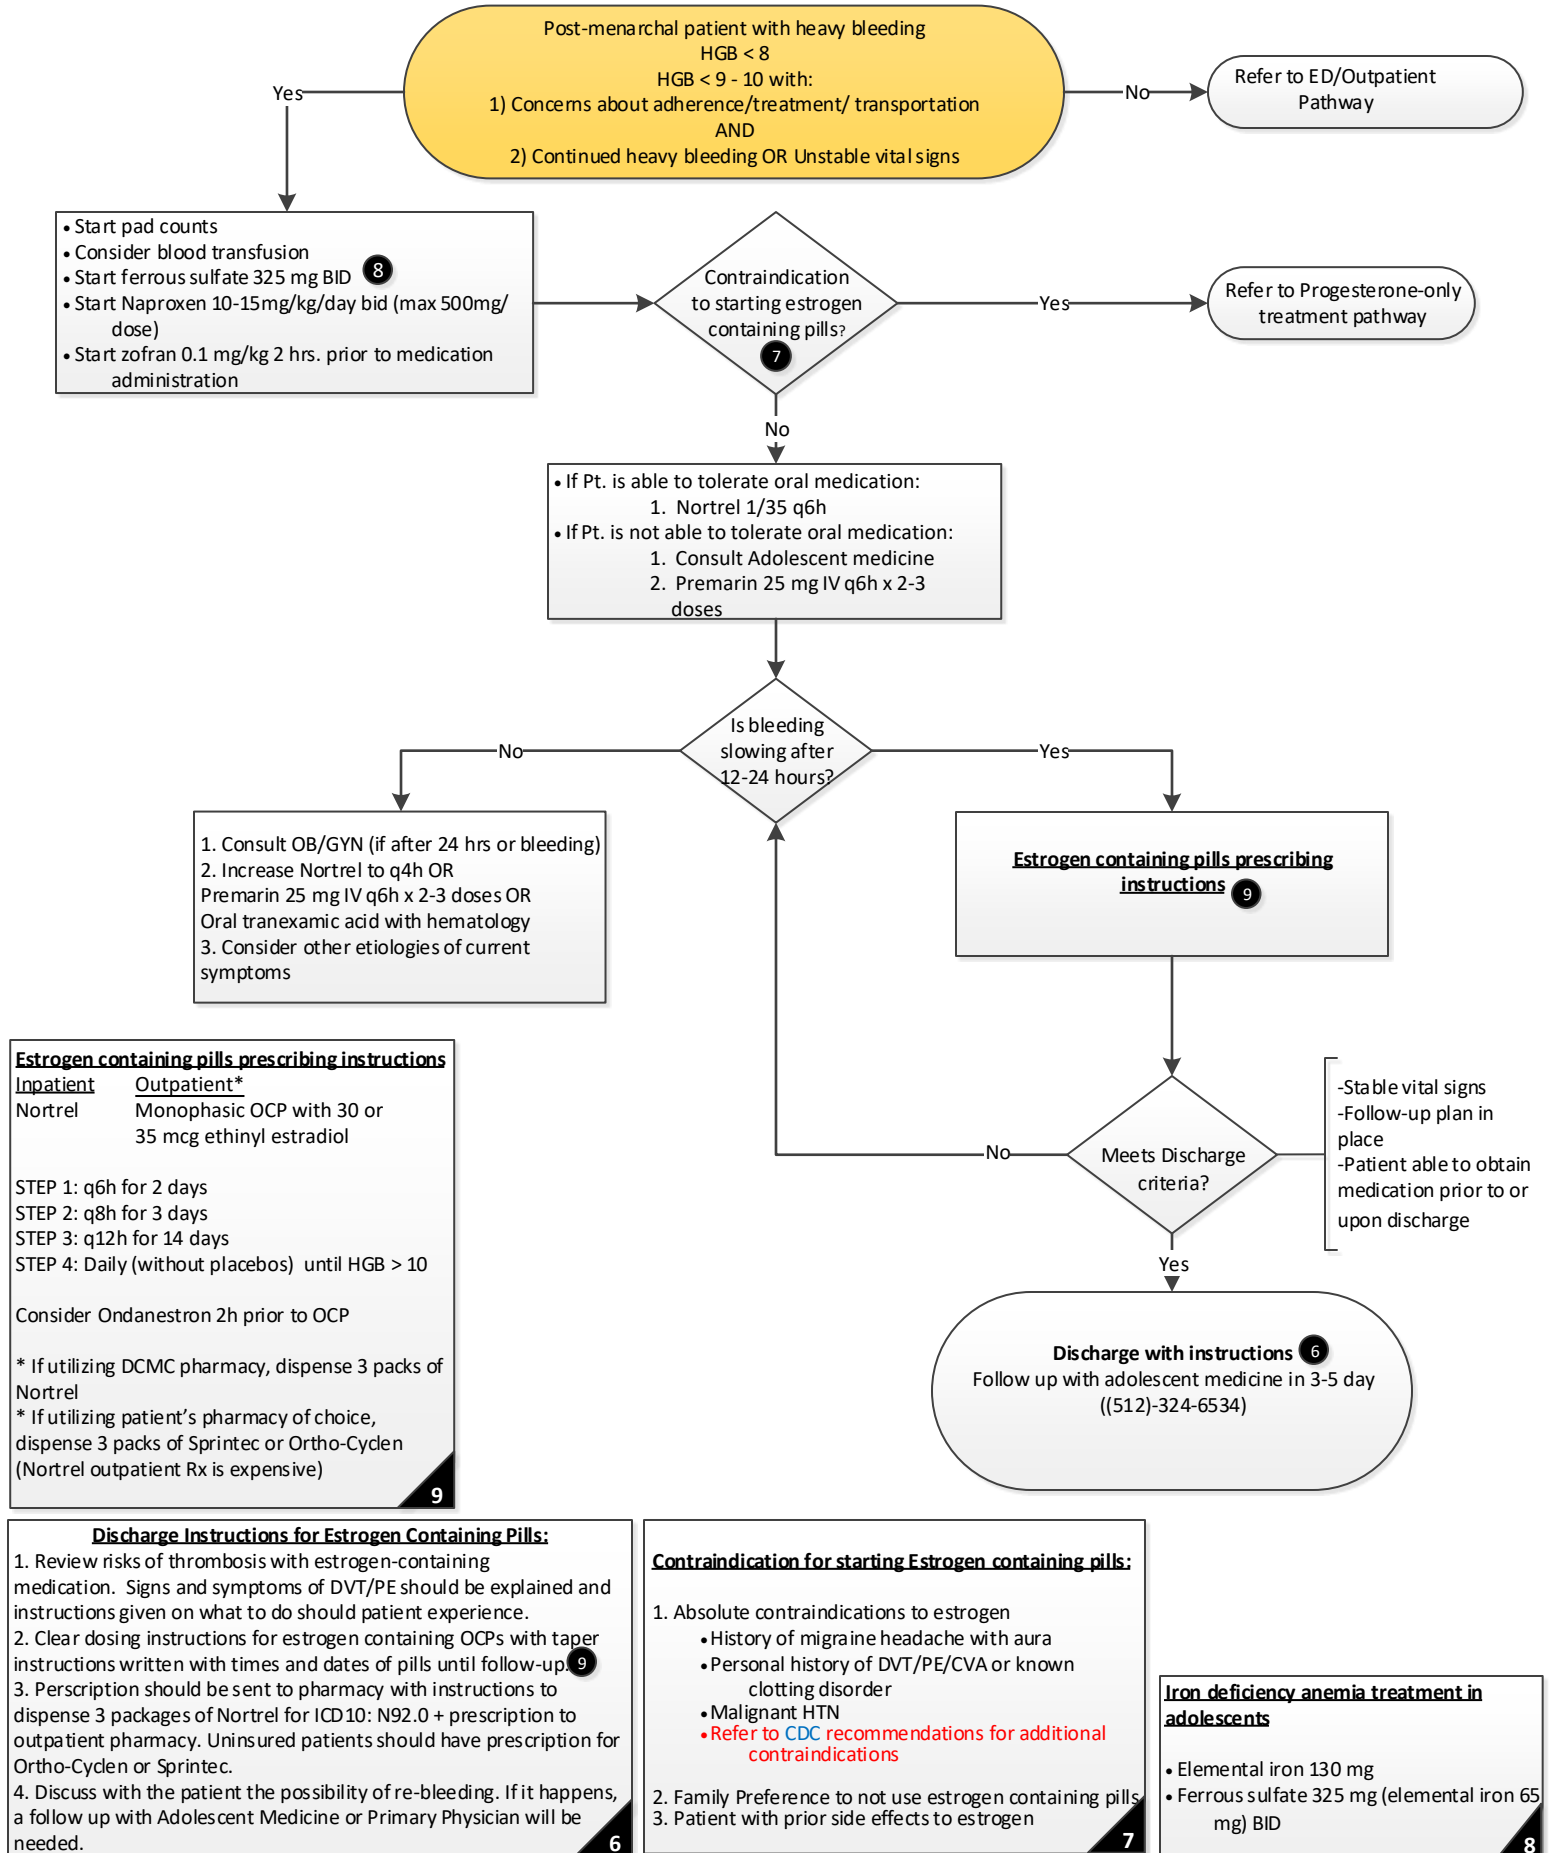 Post-menarchal patient with heavy bleeding
HGB < 8
HGB < 9 - 10 with:
1) Concerns about adherence/treatment/ transportation
AND
2) Continued heavy bleeding OR Unstable vital signs
Yes
No
Refer to ED/Outpatient
Pathway
• Start pad counts
• Consider blood transfusion
• Start ferrous sulfate 325 mg BID 8
• Start Naproxen 10-15mg/kg/day bid (max 500mg/
dose)
• Start zofran 0.1 mg/kg 2 hrs. prior to medication
administration
Contraindication
to starting estrogen
containing pills?
7
Yes
Refer to Progesterone-only
treatment pathway
No
• If Pt. is able to tolerate oral medication:
1. Nortrel 1/35 q6h
• If Pt. is not able to tolerate oral medication:
1. Consult Adolescent medicine
2. Premarin 25 mg IV q6h x 2-3
doses
Is bleeding
slowing after
12-24 hours?
No
Yes
1. Consult OB/GYN (if after 24 hrs or bleeding)
2. Increase Nortrel to q4h OR
Premarin 25 mg IV q6h x 2-3 doses OR
Oral tranexamic acid with hematology
3. Consider other etiologies of current
symptoms
Estrogen containing pills prescribing
instructions 9
Meets Discharge
criteria?
No
-Stable vital signs
-Follow-up plan in
place
-Patient able to obtain
medication prior to or
upon discharge
Yes
Discharge with instructions 6
Follow up with adolescent medicine in 3-5 day
((512)-324-6534)
Estrogen containing pills prescribing instructions
Inpatient Outpatient*
Nortrel Monophasic OCP with 30 or
35 mcg ethinyl estradiol
STEP 1: q6h for 2 days
STEP 2: q8h for 3 days
STEP 3: q12h for 14 days
STEP 4: Daily (without placebos) until HGB > 10
Consider Ondanestron 2h prior to OCP
* If utilizing DCMC pharmacy, dispense 3 packs of
Nortrel
* If utilizing patient's pharmacy of choice,
dispense 3 packs of Sprintec or Ortho-Cyclen
(Nortrel outpatient Rx is expensive)
9
Discharge Instructions for Estrogen Containing Pills:
1. Review risks of thrombosis with estrogen-containing
medication. Signs and symptoms of DVT/PE should be explained and
instructions given on what to do should patient experience.
2. Clear dosing instructions for estrogen containing OCPs with taper
instructions written with times and dates of pills until follow-up. 9
3. Perscription should be sent to pharmacy with instructions to
dispense 3 packages of Nortrel for ICD10: N92.0 + prescription to
outpatient pharmacy. Uninsured patients should have prescription for
Ortho-Cyclen or Sprintec.
4. Discuss with the patient the possibility of re-bleeding. If it happens,
a follow up with Adolescent Medicine or Primary Physician will be
needed.
6
Contraindication for starting Estrogen containing pills:
1. Absolute contraindications to estrogen
• History of migraine headache with aura
• Personal history of DVT/PE/CVA or known
clotting disorder
• Malignant HTN
• Refer to CDC recommendations for additional
contraindications
2. Family Preference to not use estrogen containing pills
3. Patient with prior side effects to estrogen
7
Iron deficiency anemia treatment in
adolescents
• Elemental iron 130 mg
• Ferrous sulfate 325 mg (elemental iron 65
mg) BID
8